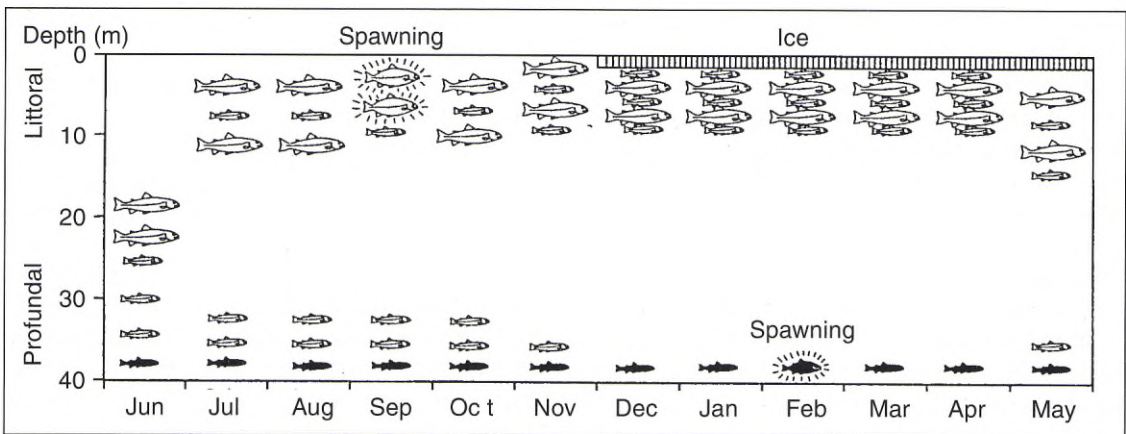 Depth (m)
Spawning
Ice
0
Littoral
10
20
Profundal
30
Spawning
40
Jun Jul Aug Sep Oc t Nov Dec Jan Feb Mar Apr May